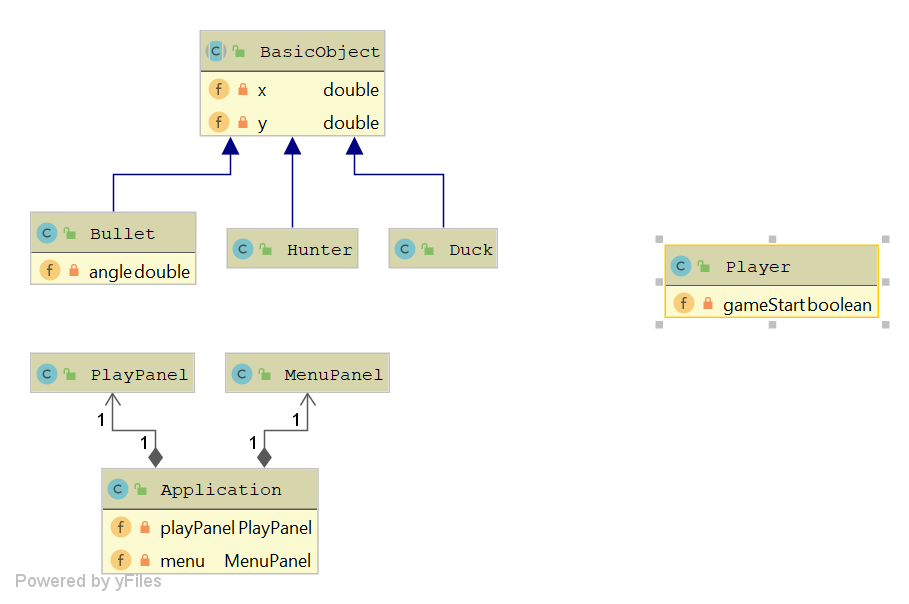 C BasicObject
f x double
f y double
C Bullet
f angle double
C Hunter
C Duck
C Player
f gameStart boolean
C PlayPanel
C MenuPanel
1 1
1 1
C Application
f playPanel PlayPanel
f menu MenuPanel
Powered by yFiles